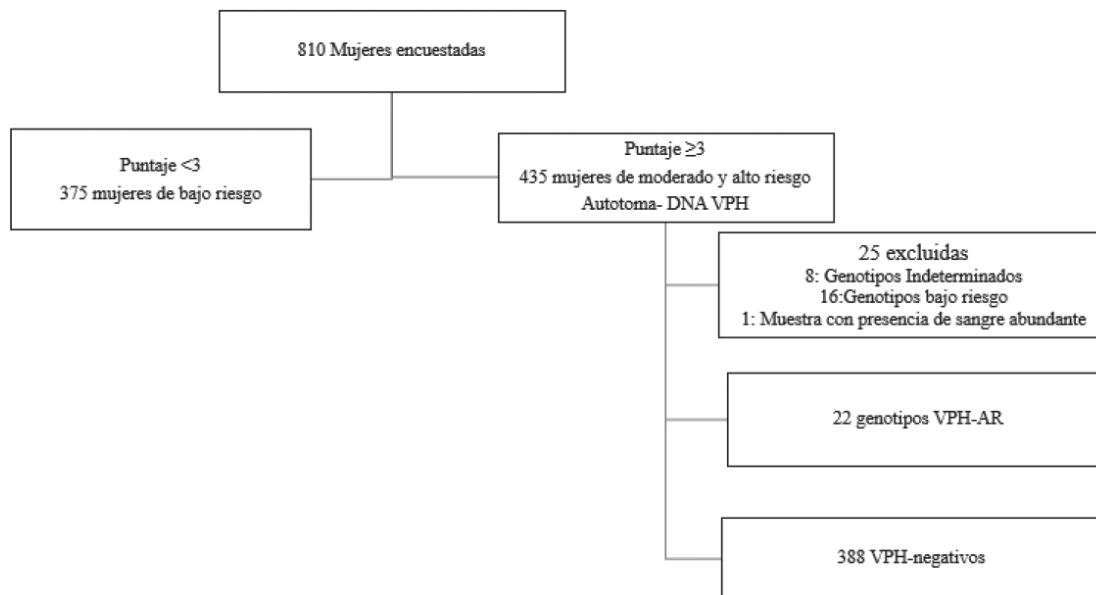 810 Mujeres encuestadas
Puntaje <3
375 mujeres de bajo riesgo
Puntaje ≥3
435 mujeres de moderado y alto riesgo
Autotoma- DNA VPH
25 excluidas
8: Genotipos Indeterminados
16:Genotipos bajo riesgo
1: Muestra con presencia de sangre abundante
22 genotipos VPH-AR
388 VPH-negativos